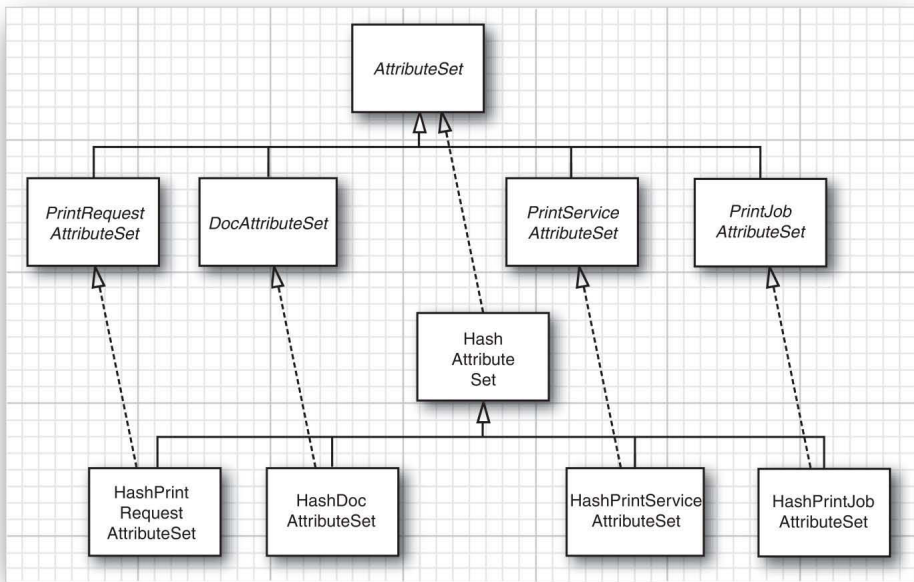 AttributeSet
PrintRequest
AttributeSet
DocAttributeSet
PrintService
AttributeSet
PrintJob
AttributeSet
Hash
Attribute
Set
HashPrint
Request
AttributeSet
HashDoc
AttributeSet
HashPrintService
AttributeSet
HashPrintJob
AttributeSet